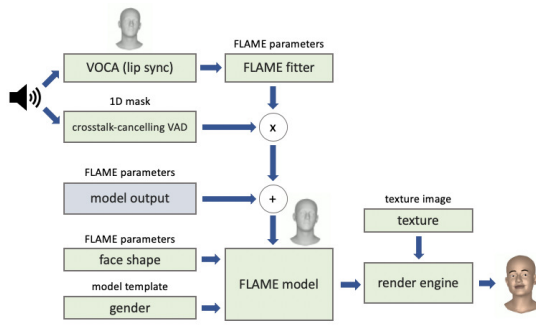 FLAME parameters
VOCA (lip sync)
FLAME fitter
1D mask
crosstalk-cancelling VAD
x
FLAME parameters
model output
+
texture image
texture
FLAME parameters
face shape
FLAME model
render engine
model template
gender